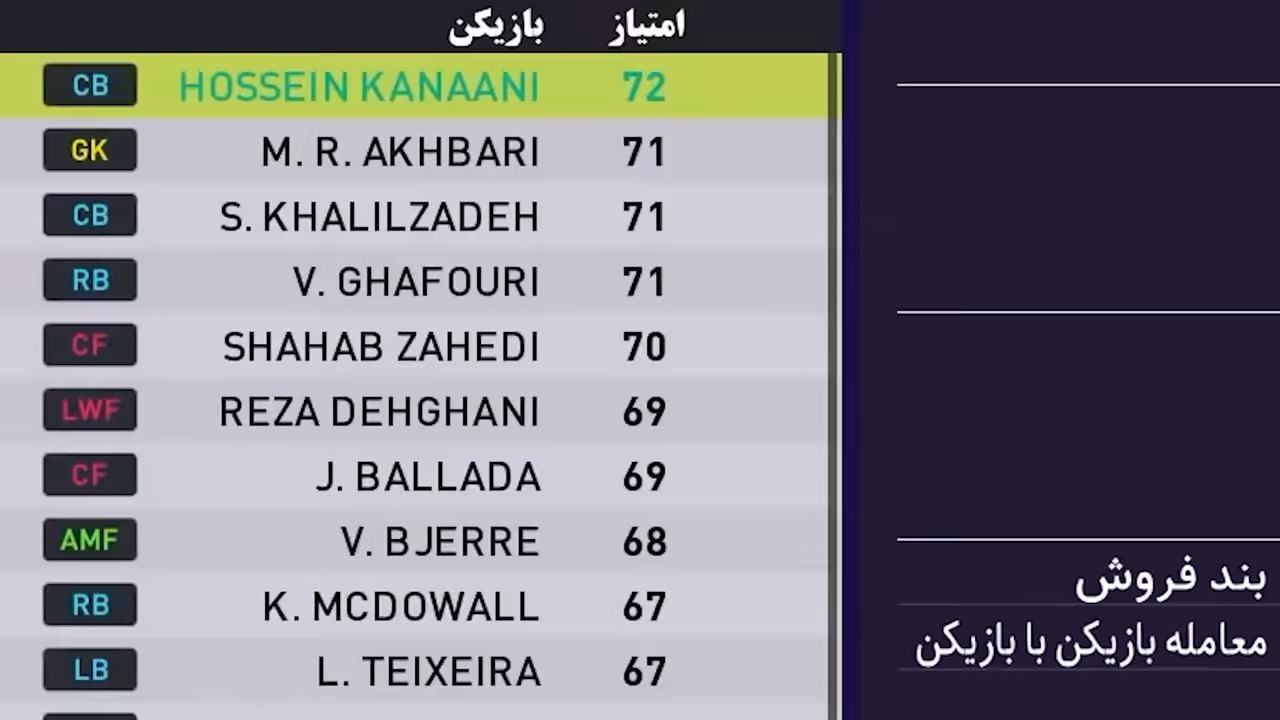 امتیاز بازیکن
CB HOSSEIN KANAANI 72
GK M. R. AKHBARI 71
CB S. KHALILZADEH 71
RB V. GHAFOURI 71
CF SHAHAB ZAHEDI 70
LWF REZA DEHGHANI 69
CF J. BALLADA 69
AMF V. BJERRE 68
RB K. MCDOWALL 67
LB L. TEIXEIRA 67
بند فروش
معامله بازیکن با بازیکن